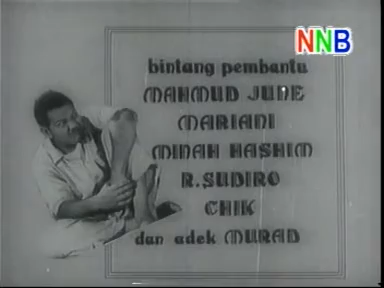 NNB
bintang pembantu
MAHMUD JUNE
MARIANI
MINAH HASHIM
R.SUDIRO
CHIK
dan adek MURAD